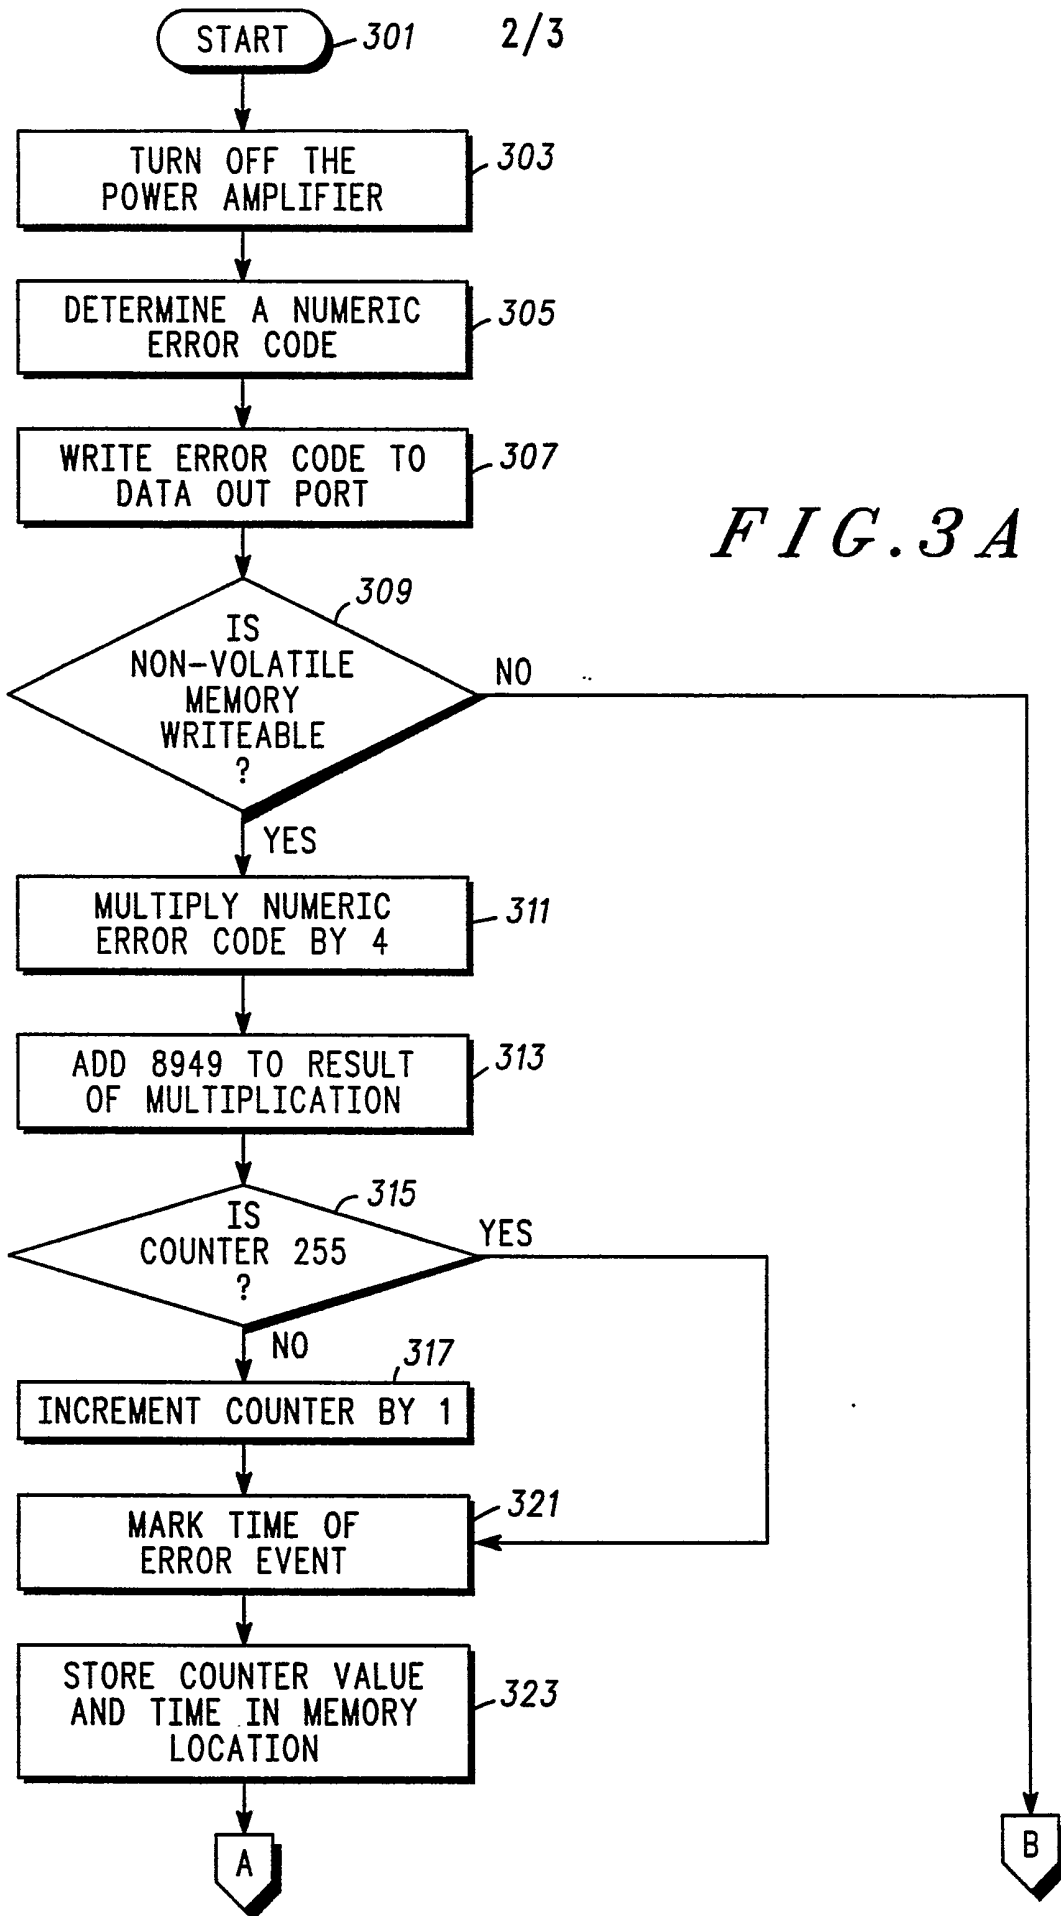 START
301
2/3
TURN OFF THE
POWER AMPLIFIER
303
DETERMINE A NUMERIC
ERROR CODE
305
WRITE ERROR CODE TO
DATA OUT PORT
307
FIG.3A
309
IS
NON-VOLATILE
MEMORY
WRITEABLE
?
NO
YES
MULTIPLY NUMERIC
ERROR CODE BY 4
311
ADD 8949 TO RESULT
OF MULTIPLICATION
313
315
IS
COUNTER 255
?
YES
NO
317
INCREMENT COUNTER BY 1
MARK TIME OF
ERROR EVENT
321
STORE COUNTER VALUE
AND TIME IN MEMORY
LOCATION
323
A
B